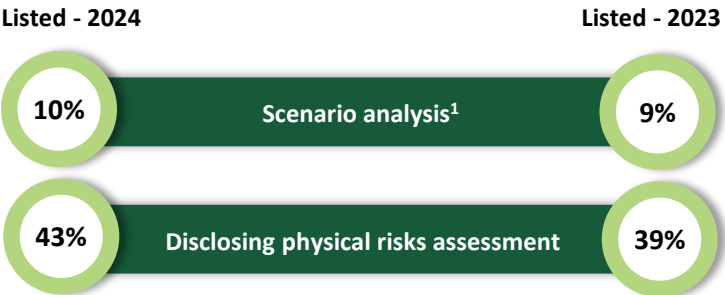 Listed - 2024 Listed - 2023
10% Scenario analysis¹ 9%
43% Disclosing physical risks assessment 39%